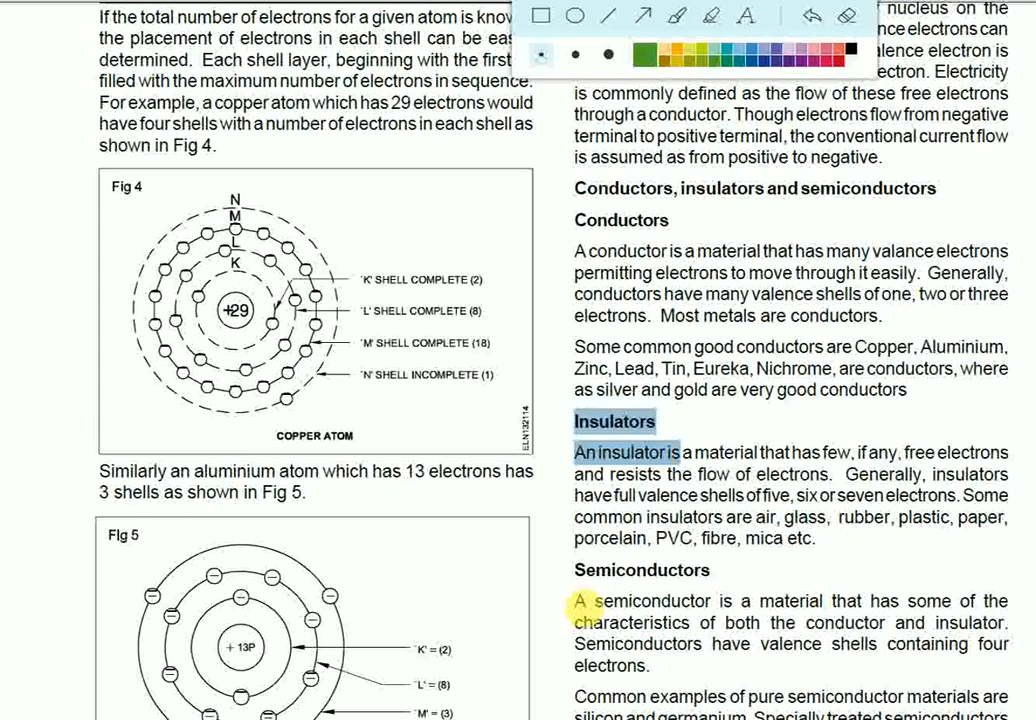 If the total number of electrons for a given atom is know
the placement of electrons in each shell can be eas
determined. Each shell layer, beginning with the first
filled with the maximum number of electrons in sequence.
For example, a copper atom which has 29 electrons would
have four shells with a number of electrons in each shell as
shown in Fig 4.
Fig 4
N
M
L
K
+29
'K' SHELL COMPLETE (2)
'L' SHELL COMPLETE (8)
'M' SHELL COMPLETE (18)
'N' SHELL INCOMPLETE (1)
COPPER ATOM
ELN132114
Similarly an aluminium atom which has 13 electrons has
3 shells as shown in Fig 5.
FIg 5
+ 13P
'K' = (2)
'L' = (8)
'M' = (3)
A
nucleus on the
nce electrons can
alence electron is
ectron. Electricity
is commonly defined as the flow of these free electrons
through a conductor. Though electrons flow from negative
terminal to positive terminal, the conventional current flow
is assumed as from positive to negative.
Conductors, insulators and semiconductors
Conductors
A conductor is a material that has many valance electrons
permitting electrons to move through it easily. Generally,
conductors have many valence shells of one, two or three
electrons. Most metals are conductors.
Some common good conductors are Copper, Aluminium,
Zinc, Lead, Tin, Eureka, Nichrome, are conductors, where
as silver and gold are very good conductors
Insulators
An insulator is a material that has few, if any, free electrons
and resists the flow of electrons. Generally, insulators
have full valence shells of five, six or seven electrons. Some
common insulators are air, glass, rubber, plastic, paper,
porcelain, PVC, fibre, mica etc.
Semiconductors
A semiconductor is a material that has some of the
characteristics of both the conductor and insulator.
Semiconductors have valence shells containing four
electrons.
Common examples of pure semiconductor materials are
silicon and germanium. Specially treated semiconductors